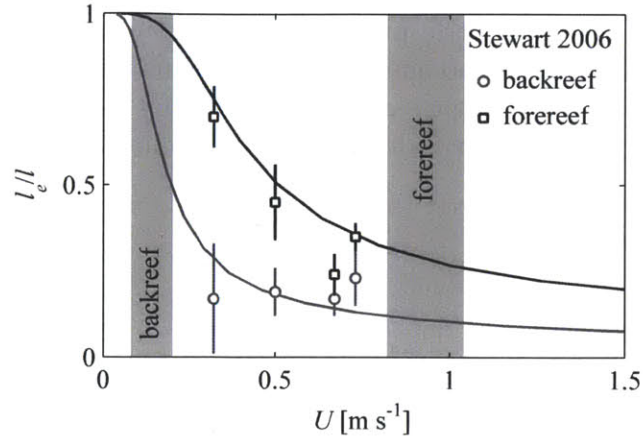 1
Stewart 2006
backreef
forereef
l_e/l
0.5
forereef
backreef
0
0
0.5
1
1.5
U [m s⁻¹]